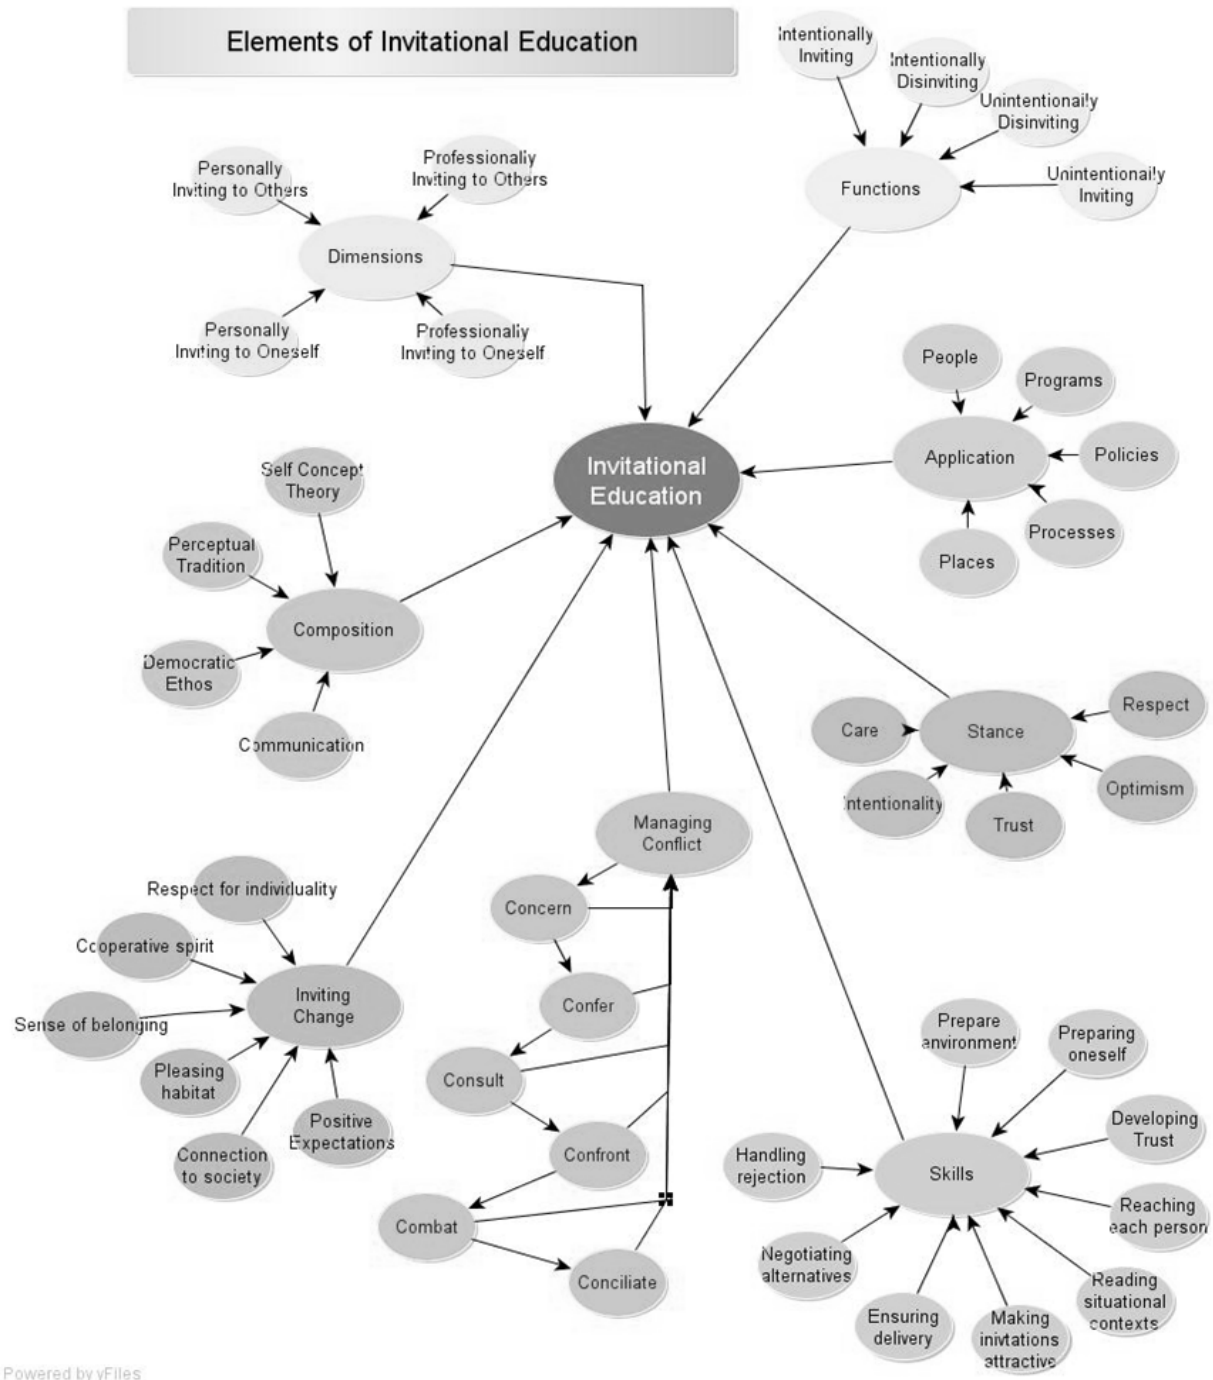 Elements of Invitational Education
Intentionally
Inviting
Intentionally
Disinviting
Unintentionally
Disinviting
Unintentionally
Inviting
Functions
Personally
Inviting to Others
Professionally
Inviting to Others
Dimensions
Personally
Inviting to Oneself
Professionally
Inviting to Oneself
People
Programs
Application
Policies
Processes
Places
Invitational
Education
Self Concept
Theory
Perceptual
Tradition
Composition
Democratic
Ethos
Communication
Respect
Care
Stance
Optimism
Intentionality
Trust
Managing
Conflict
Concern
Confer
Consult
Confront
Combat
Conciliate
Respect for individuality
Cooperative spirit
Inviting
Change
Sense of belonging
Pleasing
habitat
Positive
Expectations
Connection
to society
Prepare
environment
Preparing
oneself
Developing
Trust
Handling
rejection
Skills
Reaching
each person
Negotiating
alternatives
Reading
situational
contexts
Ensuring
delivery
Making
inivtations
attractive
Powered by yFiles